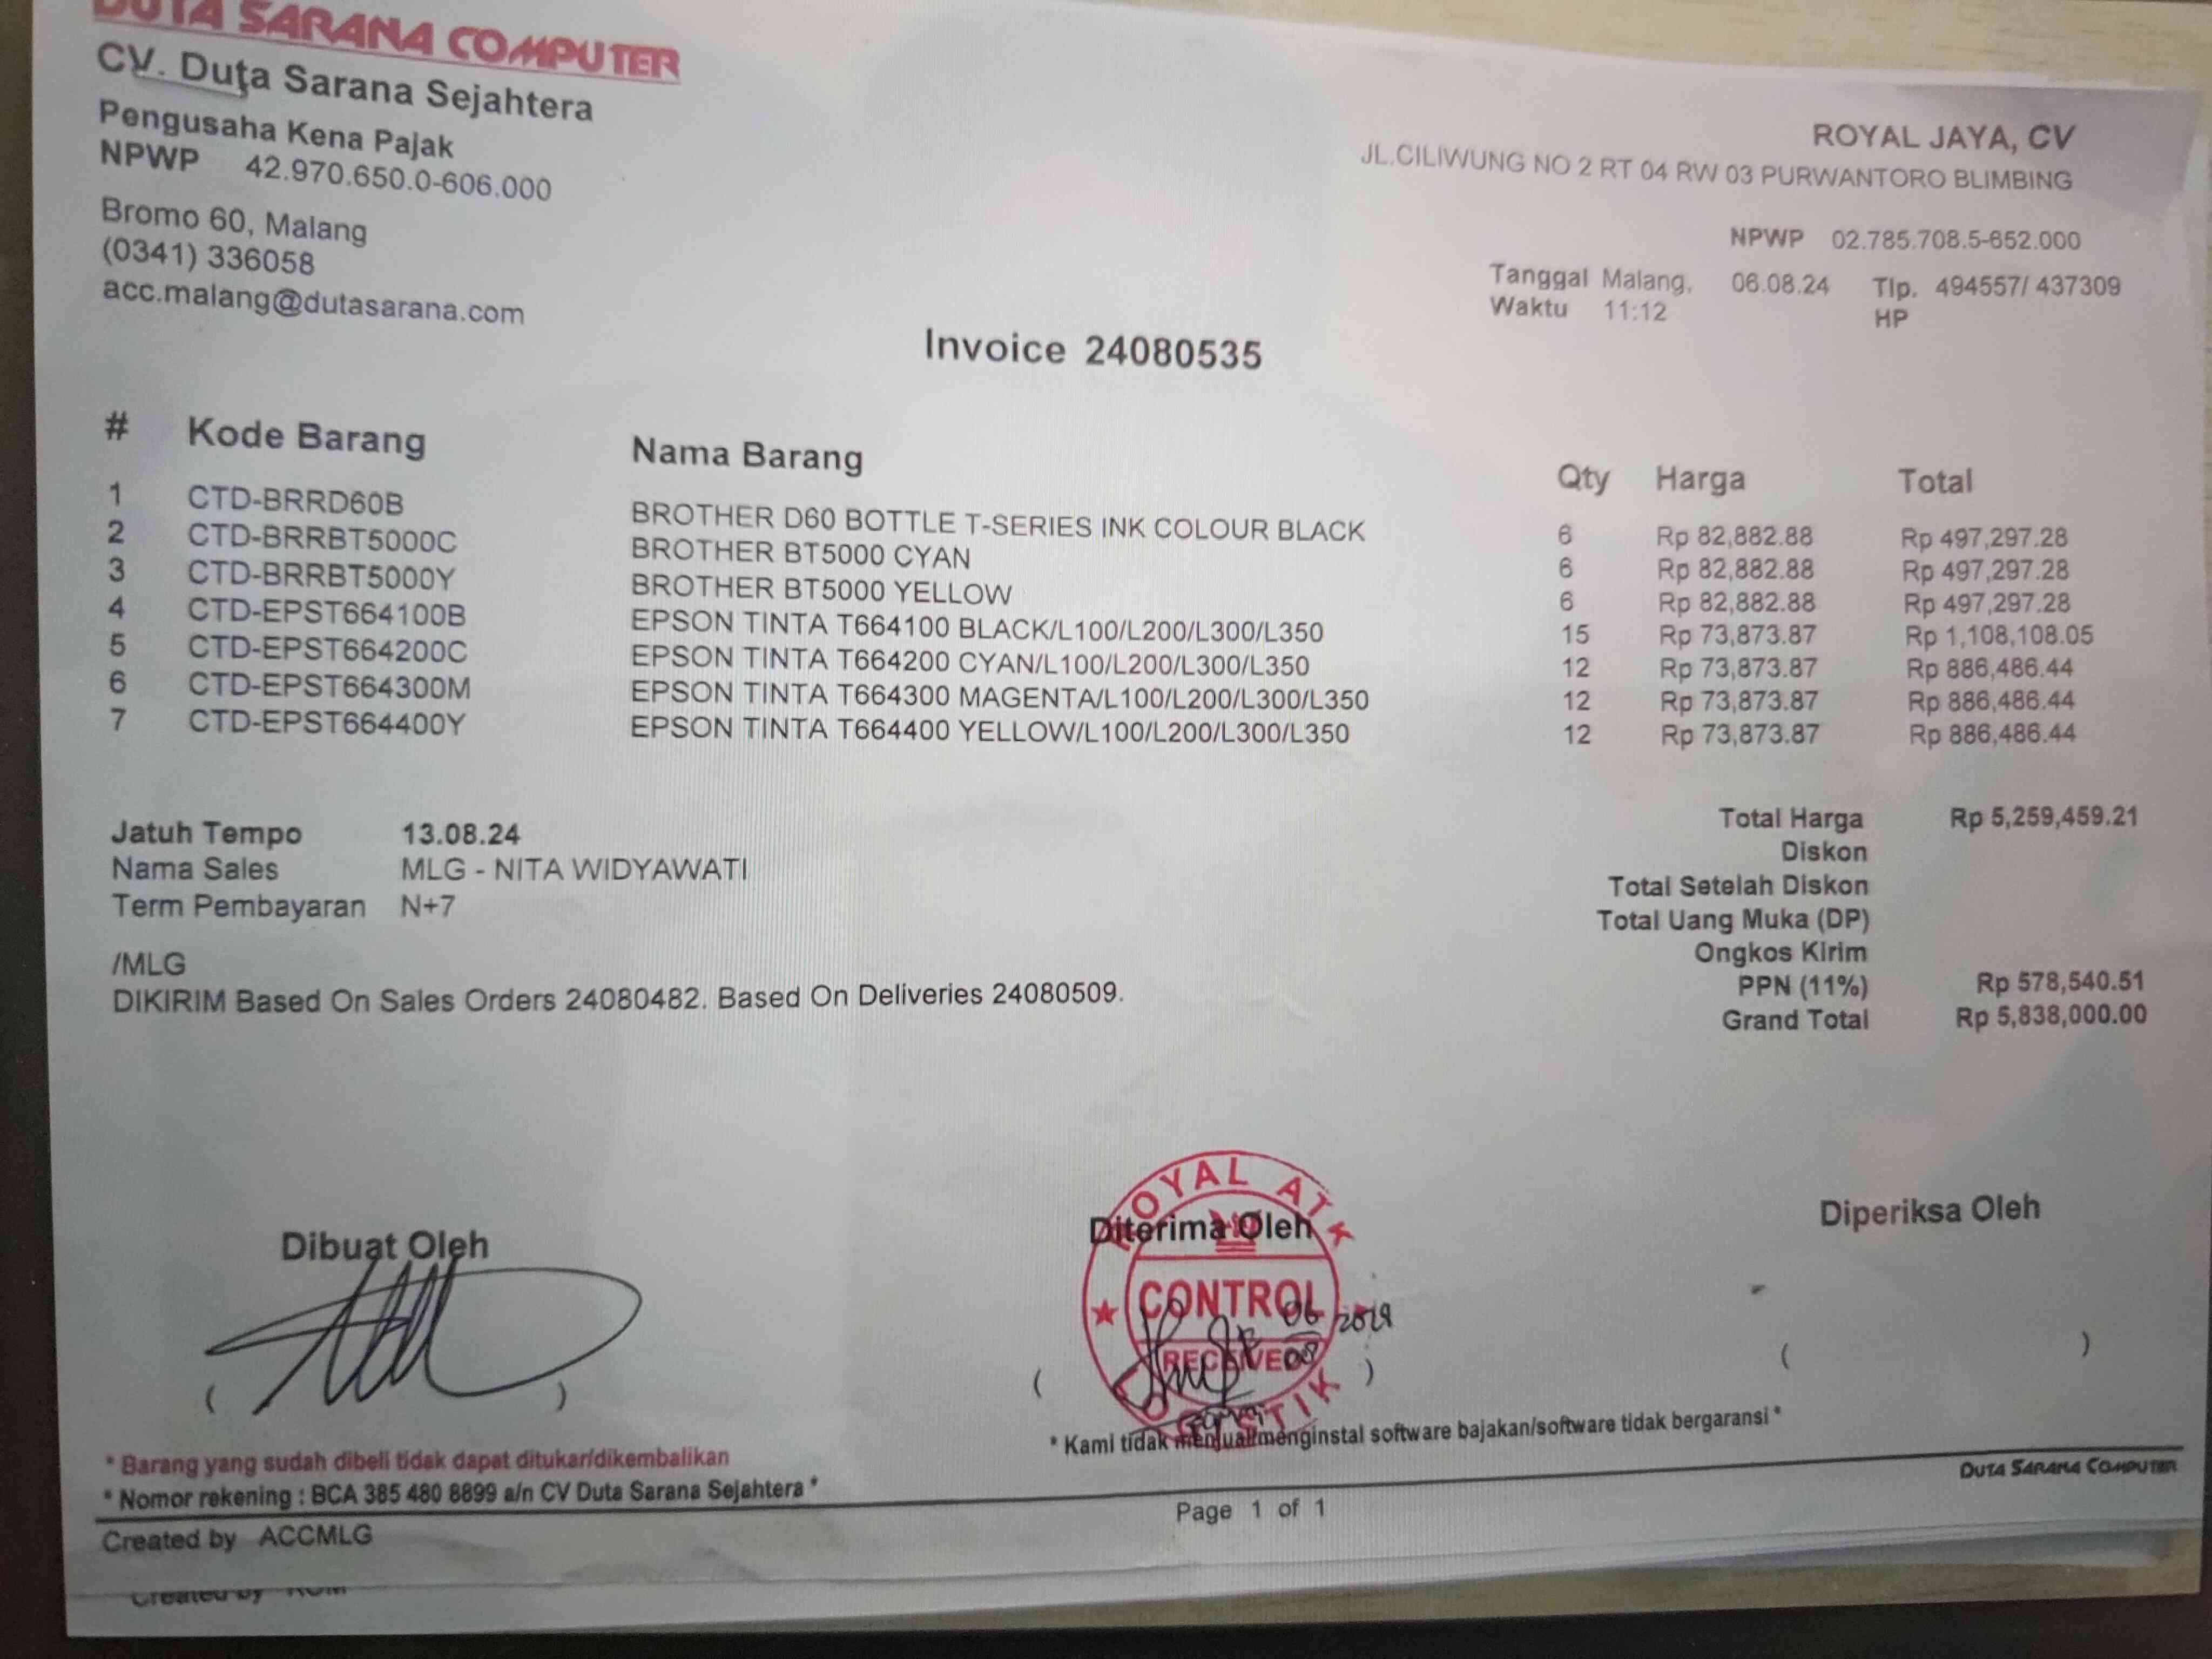 DUTA SARANA COMPUTER
CV. Duta Sarana Sejahtera
Pengusaha Kena Pajak
NPWP 42.970.650.0-606.000
Bromo 60, Malang
(0341) 336058
acc.malang@dutasarana.com
ROYAL JAYA, CV
JL.CILIWUNG NO 2 RT 04 RW 03 PURWANTORO BLIMBING
NPWP 02.785.708.5-652.000
Tanggal Malang, 06.08.24 Tlp. 494557/ 437309
Waktu 11:12 HP
Invoice 24080535
# Kode Barang Nama Barang Qty Harga Total
1 CTD-BRRD60B BROTHER D60 BOTTLE T-SERIES INK COLOUR BLACK 6 Rp 82,882.88 Rp 497,297.28
2 CTD-BRRBT5000C BROTHER BT5000 CYAN 6 Rp 82,882.88 Rp 497,297.28
3 CTD-BRRBT5000Y BROTHER BT5000 YELLOW 6 Rp 82,882.88 Rp 497,297.28
4 CTD-EPST664100B EPSON TINTA T664100 BLACK/L100/L200/L300/L350 15 Rp 73,873.87 Rp 1,108,108.05
5 CTD-EPST664200C EPSON TINTA T664200 CYAN/L100/L200/L300/L350 12 Rp 73,873.87 Rp 886,486.44
6 CTD-EPST664300M EPSON TINTA T664300 MAGENTA/L100/L200/L300/L350 12 Rp 73,873.87 Rp 886,486.44
7 CTD-EPST664400Y EPSON TINTA T664400 YELLOW/L100/L200/L300/L350 12 Rp 73,873.87 Rp 886,486.44
Jatuh Tempo 13.08.24
Nama Sales MLG - NITA WIDYAWATI
Term Pembayaran N+7
/MLG
DIKIRIM Based On Sales Orders 24080482. Based On Deliveries 24080509.
Total Harga Rp 5,259,459.21
Diskon
Total Setelah Diskon
Total Uang Muka (DP)
Ongkos Kirim
PPN (11%) Rp 578,540.51
Grand Total Rp 5,838,000.00
Dibuat Oleh
( )
ROYAL ATK
Diterima Oleh
CONTROL
RECEIVED
( )
Diperiksa Oleh
( )
* Barang yang sudah dibeli tidak dapat ditukar/dikembalikan
* Kami tidak menjual/menginstal software bajakan/software tidak bergaransi *
* Nomor rekening : BCA 385 480 8899 a/n CV Duta Sarana Sejahtera *
DUTA SARANA COMPUTER
Created by ACCMLG
Page 1 of 1
Created by